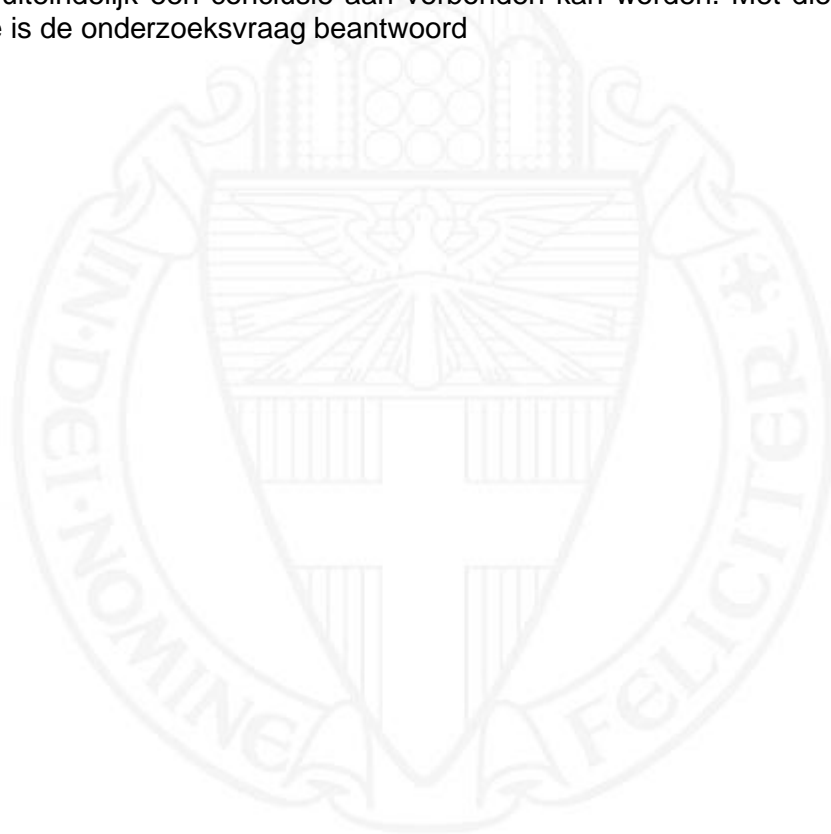 uiteindelijk een conclusie aan verbonden kan worden. Met die
is de onderzoeksvraag beantwoord
IN·DEI·NOMINE
FELICITER